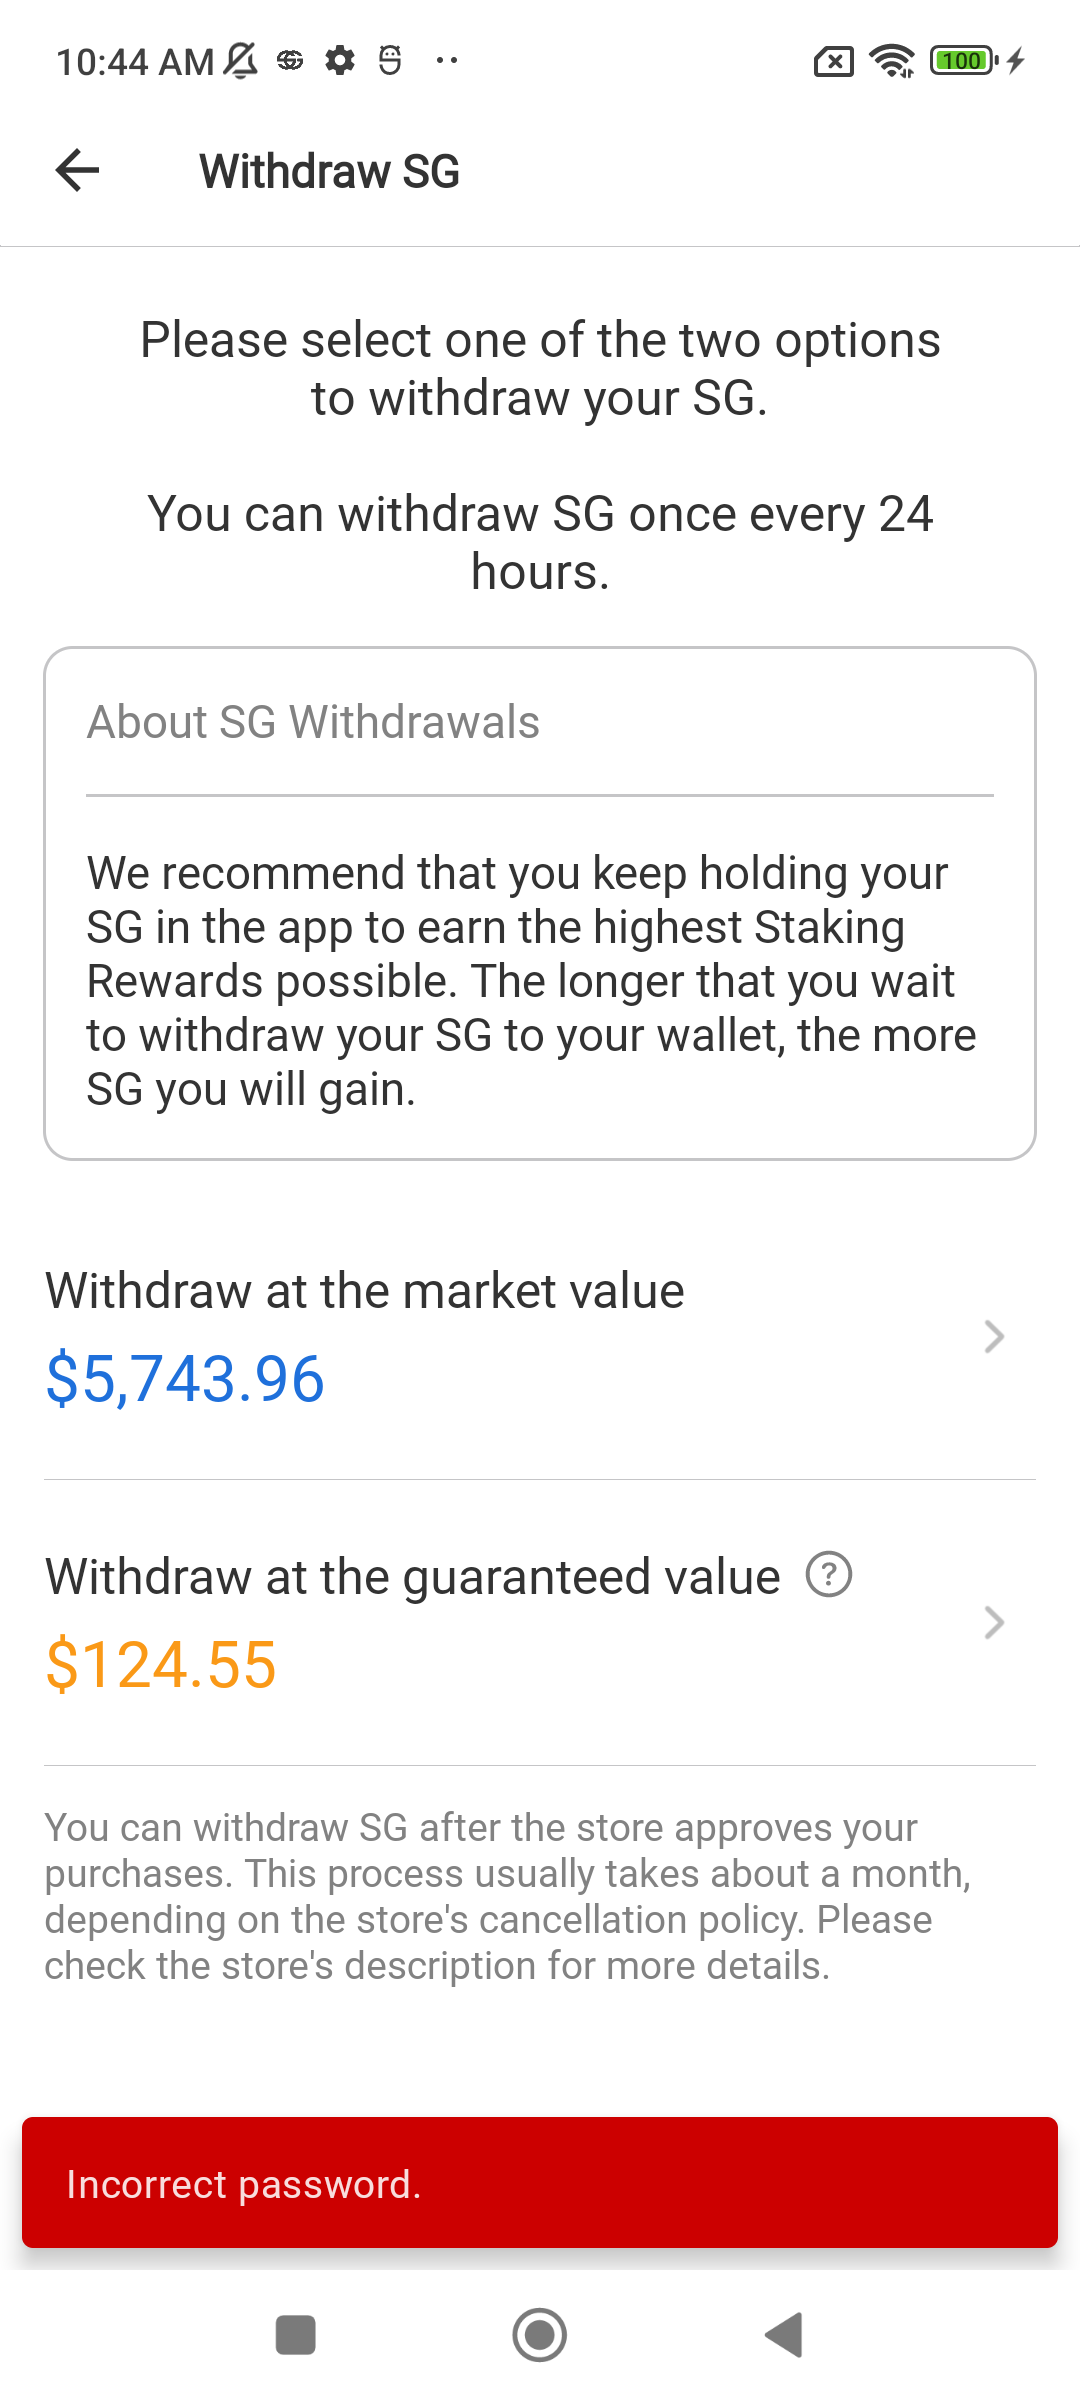 10:44 AM
100
Withdraw SG
Please select one of the two options
to withdraw your SG.
You can withdraw SG once every 24
hours.
About SG Withdrawals
We recommend that you keep holding your
SG in the app to earn the highest Staking
Rewards possible. The longer that you wait
to withdraw your SG to your wallet, the more
SG you will gain.
Withdraw at the market value
$5,743.96
Withdraw at the guaranteed value ?
$124.55
You can withdraw SG after the store approves your
purchases. This process usually takes about a month,
depending on the store's cancellation policy. Please
check the store's description for more details.
Incorrect password.